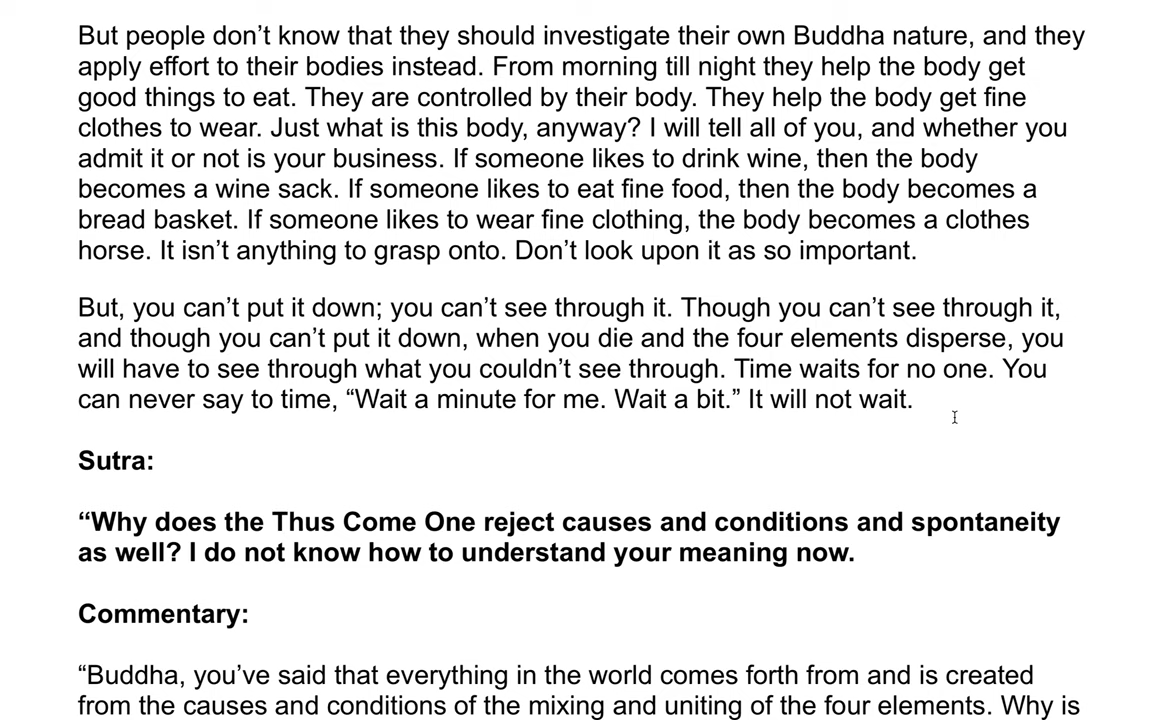 But people don’t know that they should investigate their own Buddha nature, and they
apply effort to their bodies instead. From morning till night they help the body get
good things to eat. They are controlled by their body. They help the body get fine
clothes to wear. Just what is this body, anyway? I will tell all of you, and whether you
admit it or not is your business. If someone likes to drink wine, then the body
becomes a wine sack. If someone likes to eat fine food, then the body becomes a
bread basket. If someone likes to wear fine clothing, the body becomes a clothes
horse. It isn’t anything to grasp onto. Don’t look upon it as so important.
But, you can’t put it down; you can’t see through it. Though you can’t see through it,
and though you can’t put it down, when you die and the four elements disperse, you
will have to see through what you couldn’t see through. Time waits for no one. You
can never say to time, “Wait a minute for me. Wait a bit.” It will not wait.
Sutra:
“Why does the Thus Come One reject causes and conditions and spontaneity
as well? I do not know how to understand your meaning now.
Commentary:
“Buddha, you’ve said that everything in the world comes forth from and is created
from the causes and conditions of the mixing and uniting of the four elements. Why is